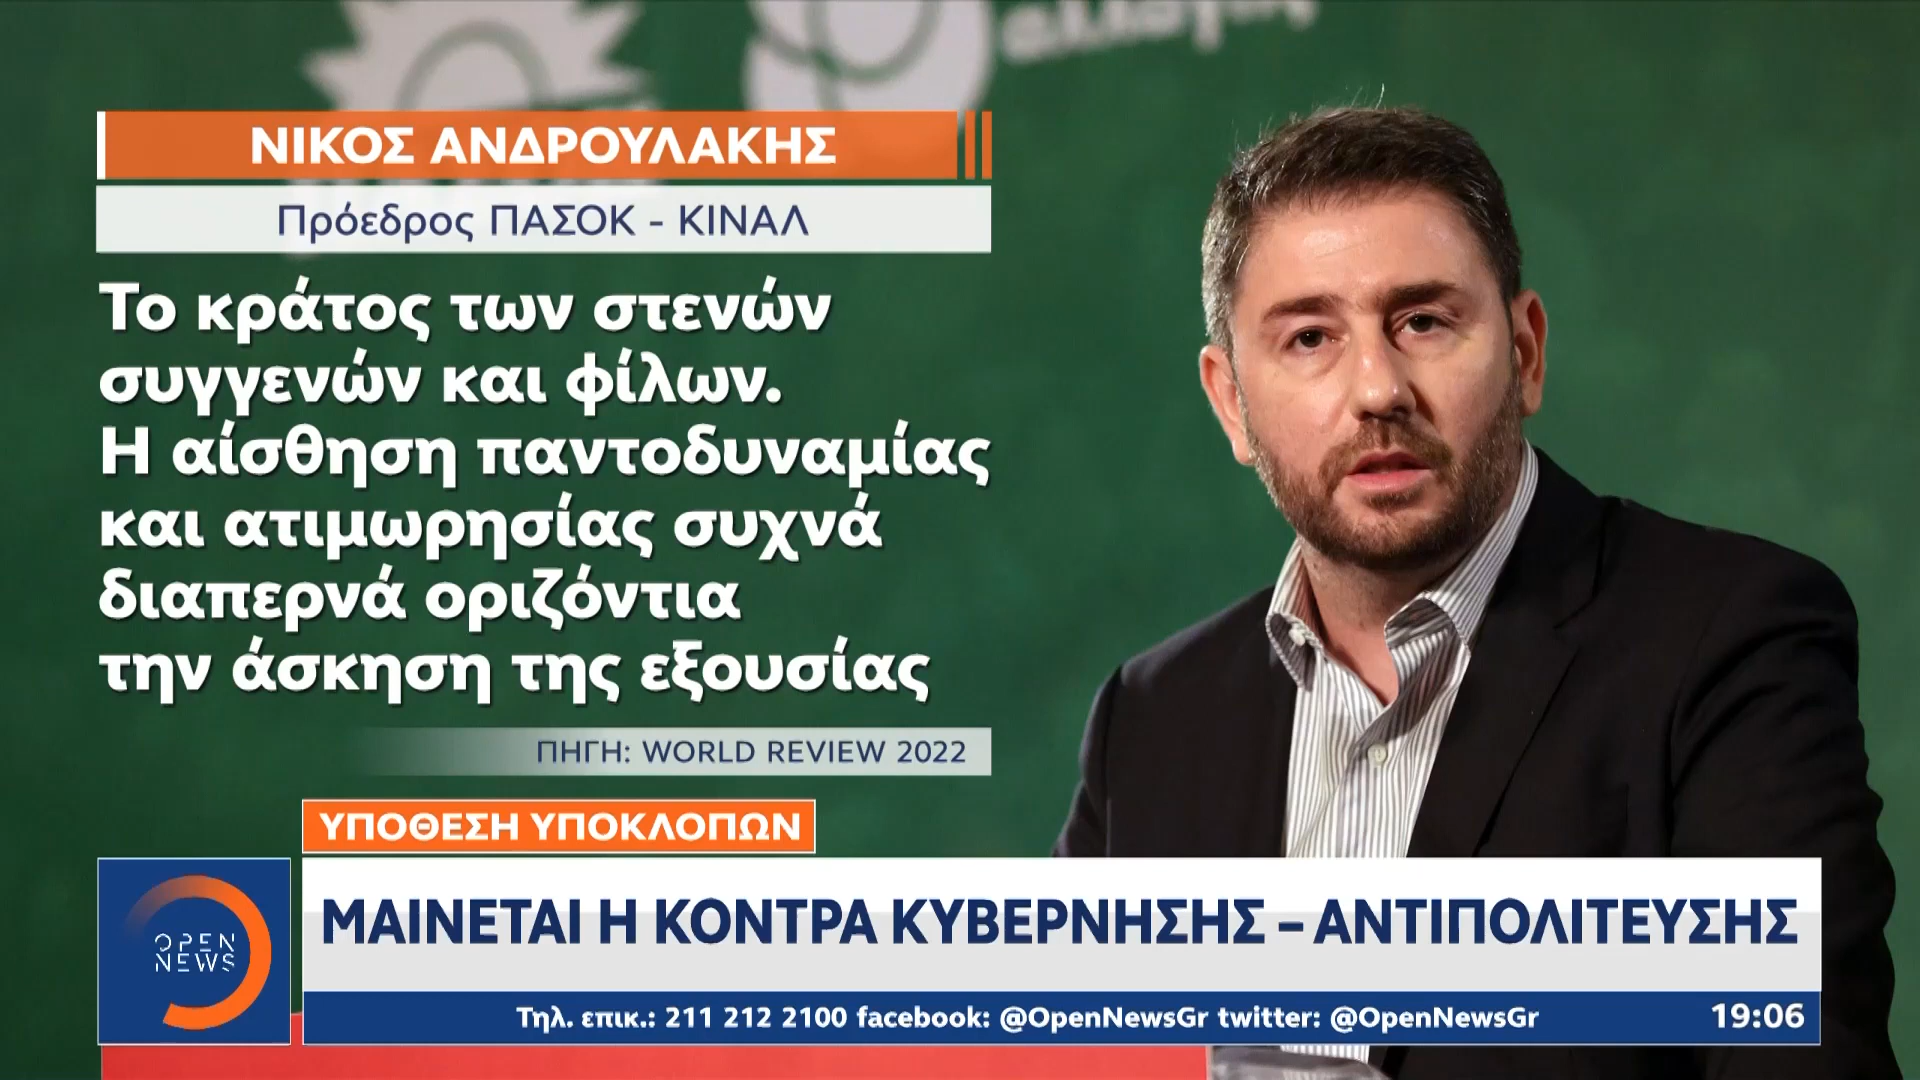 αλλαγής
ΝΙΚΟΣ ΑΝΔΡΟΥΛΑΚΗΣ
Πρόεδρος ΠΑΣΟΚ - ΚΙΝΑΛ
Το κράτος των στενών
συγγενών και φίλων.
Η αίσθηση παντοδυναμίας
και ατιμωρησίας συχνά
διαπερνά οριζόντια
την άσκηση της εξουσίας
ΠΗΓΗ: WORLD REVIEW 2022
ΥΠΟΘΕΣΗ ΥΠΟΚΛΟΠΩΝ
ΜΑΙΝΕΤΑΙ Η ΚΟΝΤΡΑ ΚΥΒΕΡΝΗΣΗΣ – ΑΝΤΙΠΟΛΙΤΕΥΣΗΣ
OPEN
NEWS
Τηλ. επικ.: 211 212 2100 facebook: @OpenNewsGr twitter: @OpenNewsGr 19:06